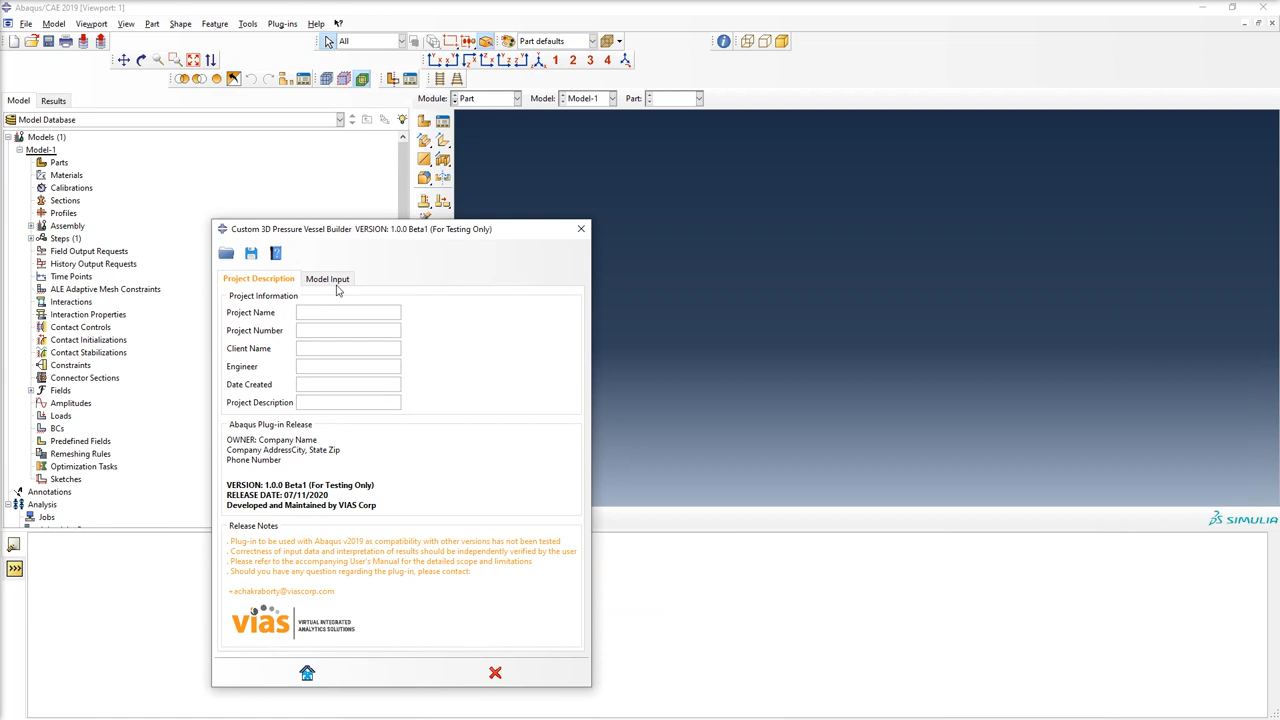 Abaqus/CAE 2019 [Viewport: 1]
File Model Viewport View Part Shape Feature Tools Plug-ins Help
All Part defaults
1 2 3 4
Model Results
Module: Part Model: Model-1 Part:
Model Database
Models (1)
Model-1
Parts
Materials
Calibrations
Sections
Profiles
Assembly
Steps (1)
Field Output Requests
History Output Requests
Time Points
ALE Adaptive Mesh Constraints
Interactions
Interaction Properties
Contact Controls
Contact Initializations
Contact Stabilizations
Constraints
Connector Sections
Fields
Amplitudes
Loads
BCs
Predefined Fields
Remeshing Rules
Optimization Tasks
Sketches
Annotations
Analysis
Jobs
Custom 3D Pressure Vessel Builder VERSION: 1.0.0 Beta1 (For Testing Only)
Project Description Model Input
Project Information
Project Name
Project Number
Client Name
Engineer
Date Created
Project Description
Abaqus Plug-in Release
OWNER: Company Name
Company AddressCity, State Zip
Phone Number
VERSION: 1.0.0 Beta1 (For Testing Only)
RELEASE DATE: 07/11/2020
Developed and Maintained by VIAS Corp
Release Notes
. Plug-in to be used with Abaqus v2019 as compatibility with other versions has not been tested
. Correctness of input data and interpretation of results should be independently verified by the user
. Please refer to the accompanying User's Manual for the detailed scope and limitations
. Should you have any question regarding the plug-in, please contact:
- achakraborty@viascorp.com
vias VIRTUAL INTEGRATED
ANALYTICS SOLUTIONS
SIMULIA